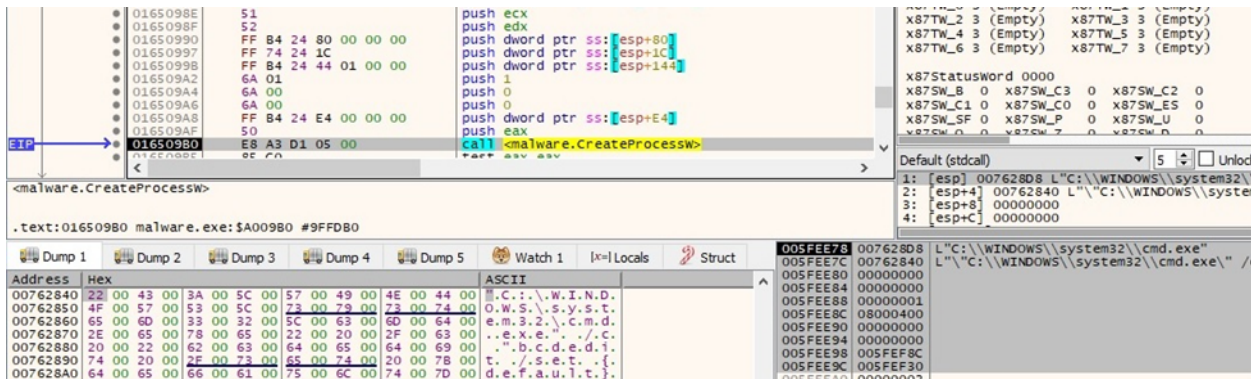 0165098E 51 push ecx
0165098F 52 push edx
01650990 FF B4 24 80 00 00 00 push dword ptr ss:[esp+80]
01650997 FF 74 24 1C push dword ptr ss:[esp+1C]
0165099B FF B4 24 44 01 00 00 push dword ptr ss:[esp+144]
016509A2 6A 01 push 1
016509A4 6A 00 push 0
016509A6 6A 00 push 0
016509A8 FF B4 24 E4 00 00 00 push dword ptr ss:[esp+E4]
016509AF 50 push eax
EIP 016509B0 E8 A3 D1 05 00 call <malware.CreateProcessW>
016509B5 85 C0 test eax,eax
<malware.CreateProcessW>
.text:016509B0 malware.exe:$A009B0 #9FFDB0
x87TW_2 3 (Empty) x87TW_3 3 (Empty)
x87TW_4 3 (Empty) x87TW_5 3 (Empty)
x87TW_6 3 (Empty) x87TW_7 3 (Empty)
x87StatusWord 0000
x87SW_B 0 x87SW_C3 0 x87SW_C2 0
x87SW_C1 0 x87SW_C0 0 x87SW_ES 0
x87SW_SF 0 x87SW_P 0 x87SW_U 0
x87SW_O 0 x87SW_Z 0 x87SW_D 0
Default (stdcall) 5 Unlock
1: [esp] 007628D8 L"C:\\WINDOWS\\system32\\
2: [esp+4] 00762840 L"\"C:\\WINDOWS\\system
3: [esp+8] 00000000
4: [esp+C] 00000000
Dump 1 Dump 2 Dump 3 Dump 4 Dump 5 Watch 1 [x=] Locals Struct
Address Hex ASCII
00762840 22 00 43 00 3A 00 5C 00 57 00 49 00 4E 00 44 00 ".C.:.\.W.I.N.D.
00762850 4F 00 57 00 53 00 5C 00 73 00 79 00 73 00 74 00 O.W.S.\.s.y.s.t.
00762860 65 00 6D 00 33 00 32 00 5C 00 63 00 6D 00 64 00 e.m.3.2.\.c.m.d.
00762870 2E 00 65 00 78 00 65 00 22 00 20 00 2F 00 63 00 ..e.x.e.". ./.c.
00762880 20 00 22 00 62 00 63 00 64 00 65 00 64 00 69 00 .".b.c.d.e.d.i.
00762890 74 00 20 00 2F 00 73 00 65 00 74 00 20 00 7B 00 t. ./.s.e.t. .{.
007628A0 64 00 65 00 66 00 61 00 75 00 6C 00 74 00 7D 00 d.e.f.a.u.l.t.}.
005FEE78 007628D8 L"C:\\WINDOWS\\system32\\cmd.exe"
005FEE7C 00762840 L"\"C:\\WINDOWS\\system32\\cmd.exe\" /
005FEE80 00000000
005FEE84 00000000
005FEE88 00000001
005FEE8C 08000400
005FEE90 00000000
005FEE94 00000000
005FEE98 005FEF8C
005FEE9C 005FEF30
005FEEA0 00000002